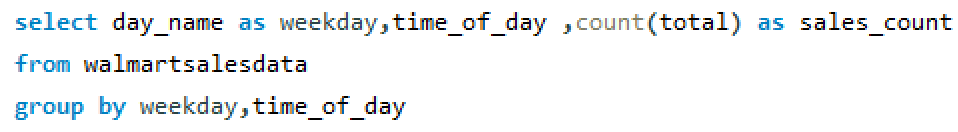 select day_name as weekday,time_of_day ,count(total) as sales_count
from walmartsalesdata
group by weekday,time_of_day